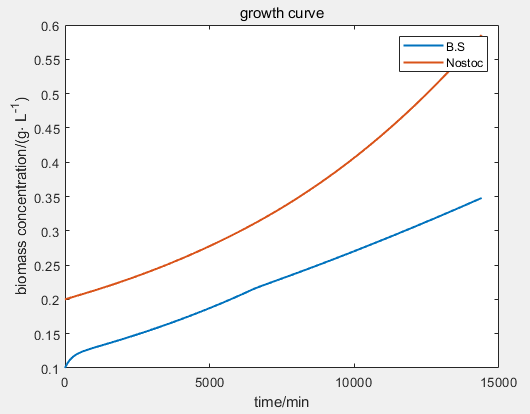 growth curve
B.S
Nostoc
biomass concentration/(g· L⁻¹)
0.6
0.55
0.5
0.45
0.4
0.35
0.3
0.25
0.2
0.15
0.1
0 5000 10000 15000
time/min